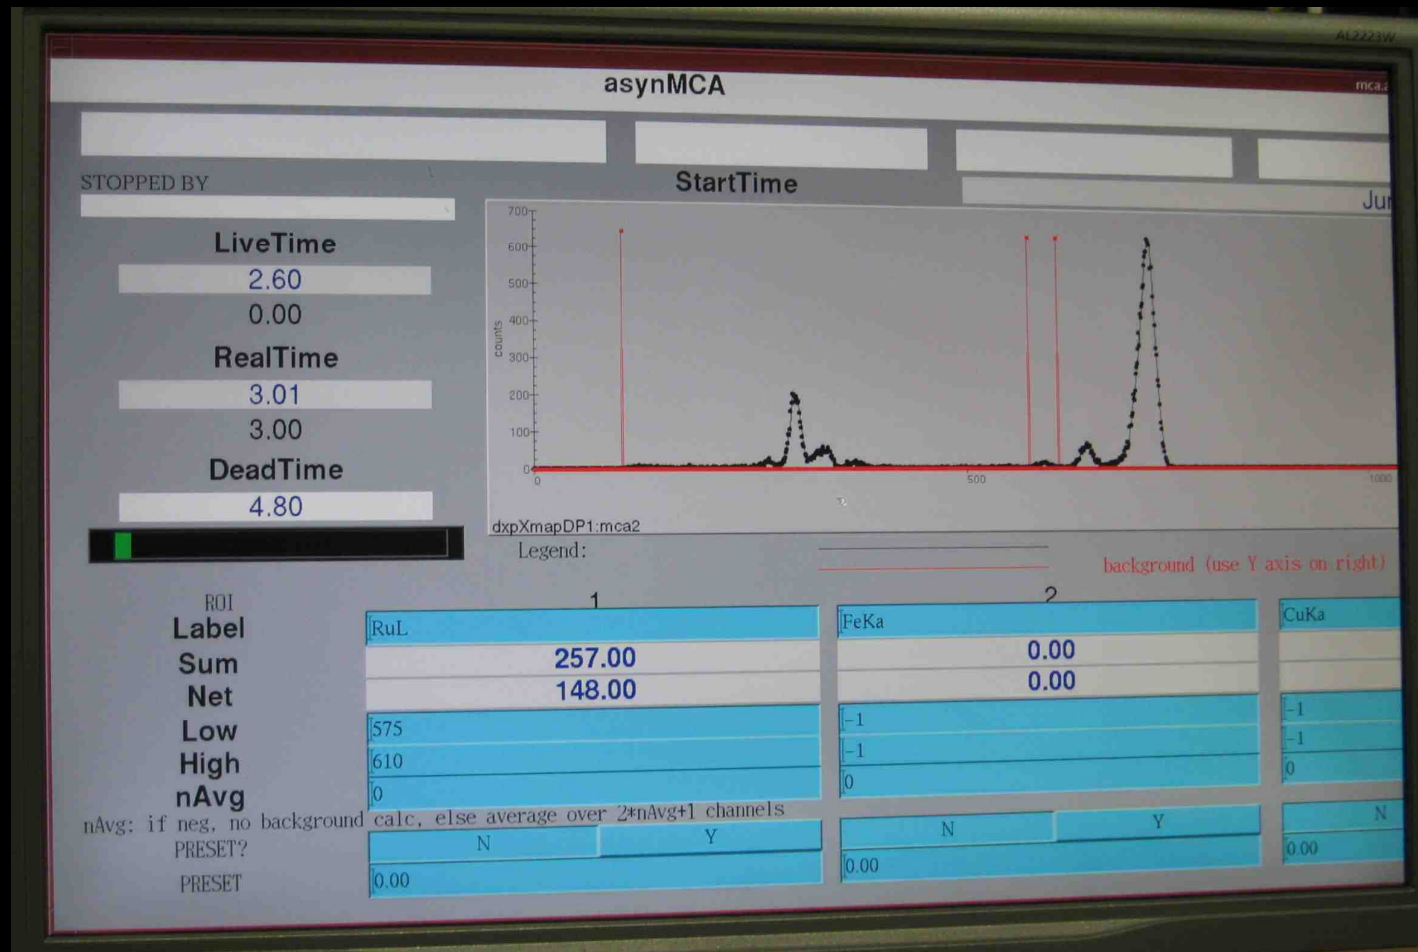 AL2223W
asynMCA
STOPPED BY
StartTime
LiveTime
2.60
0.00
RealTime
3.01
3.00
DeadTime
4.80
700
600
500
400
300
200
100
0
counts
0 500 1000
dxpXmapDP1:mca2
Legend:
background (use Y axis on right)
ROI 1 2
Label RuL FeKa CuKa
Sum 257.00 0.00
Net 148.00 0.00
Low 575 -1 -1
High 610 -1 -1
nAvg 0 0 0
nAvg: if neg, no background calc, else average over 2*nAvg+1 channels
PRESET? N Y N Y N
PRESET 0.00 0.00 0.00